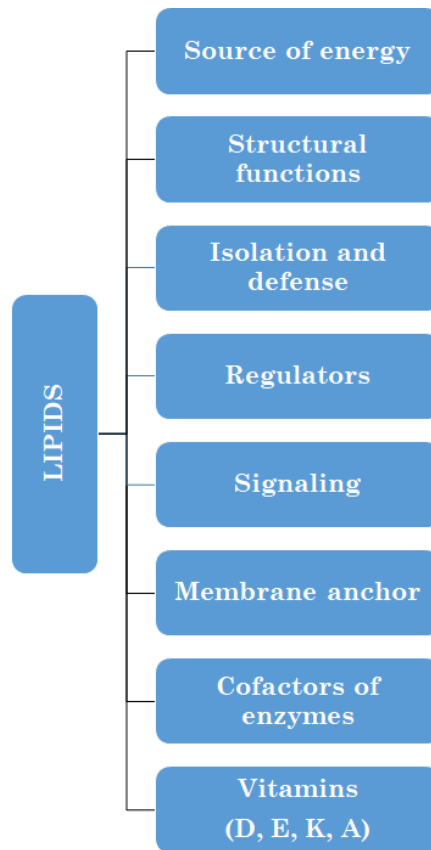 LIPIDS
Source of energy
Structural
functions
Isolation and
defense
Regulators
Signaling
Membrane anchor
Cofactors of
enzymes
Vitamins
(D, E, K, A)